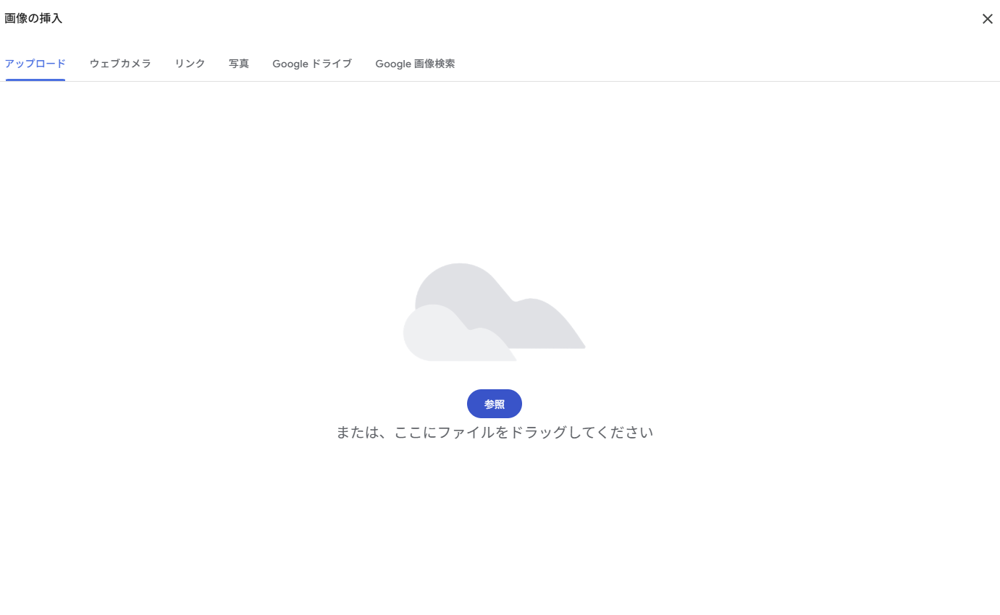 画像の挿入
アップロード ウェブカメラ リンク 写真 Google ドライブ Google 画像検索
参照
または、ここにファイルをドラッグしてください